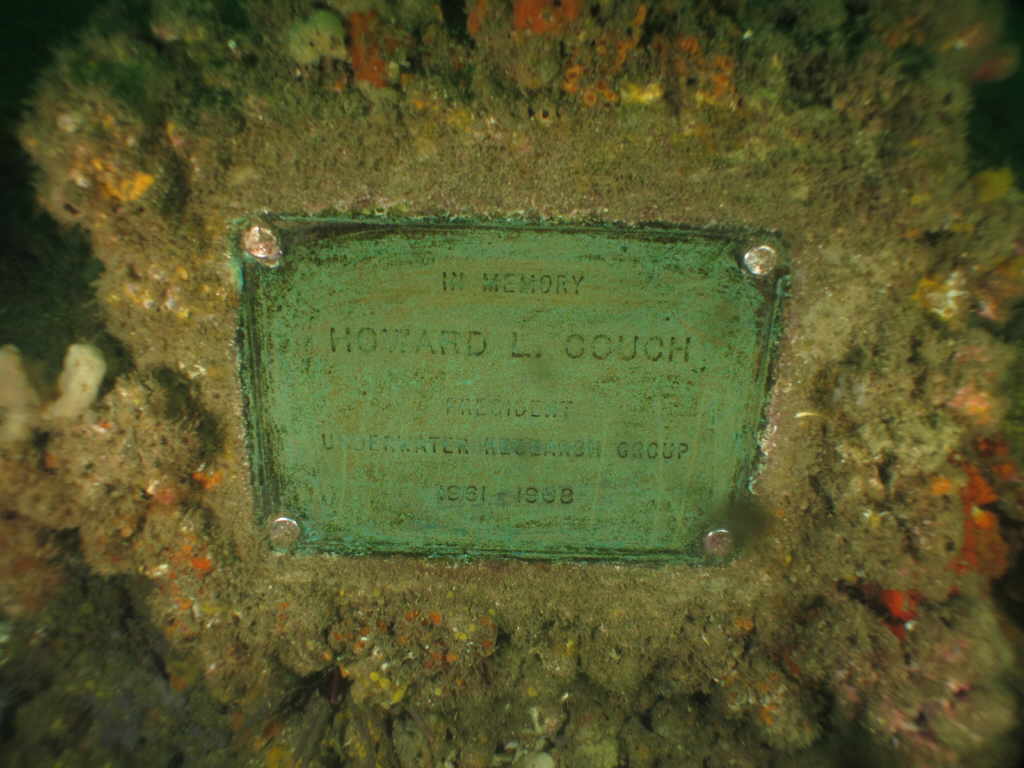 IN MEMORY
HOWARD L. COUCH
PRESIDENT
UNDERWATER RESEARCH GROUP
1961 - 1968